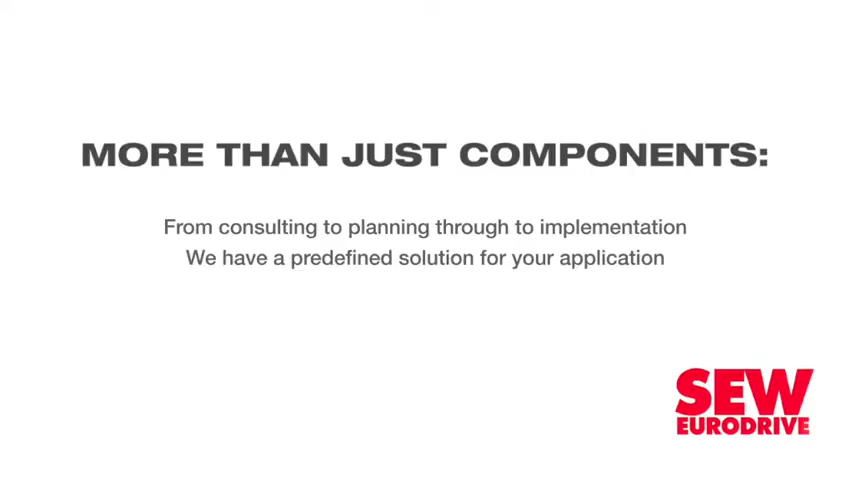 MORE THAN JUST COMPONENTS:
From consulting to planning through to implementation
We have a predefined solution for your application
SEW
EURODRIVE